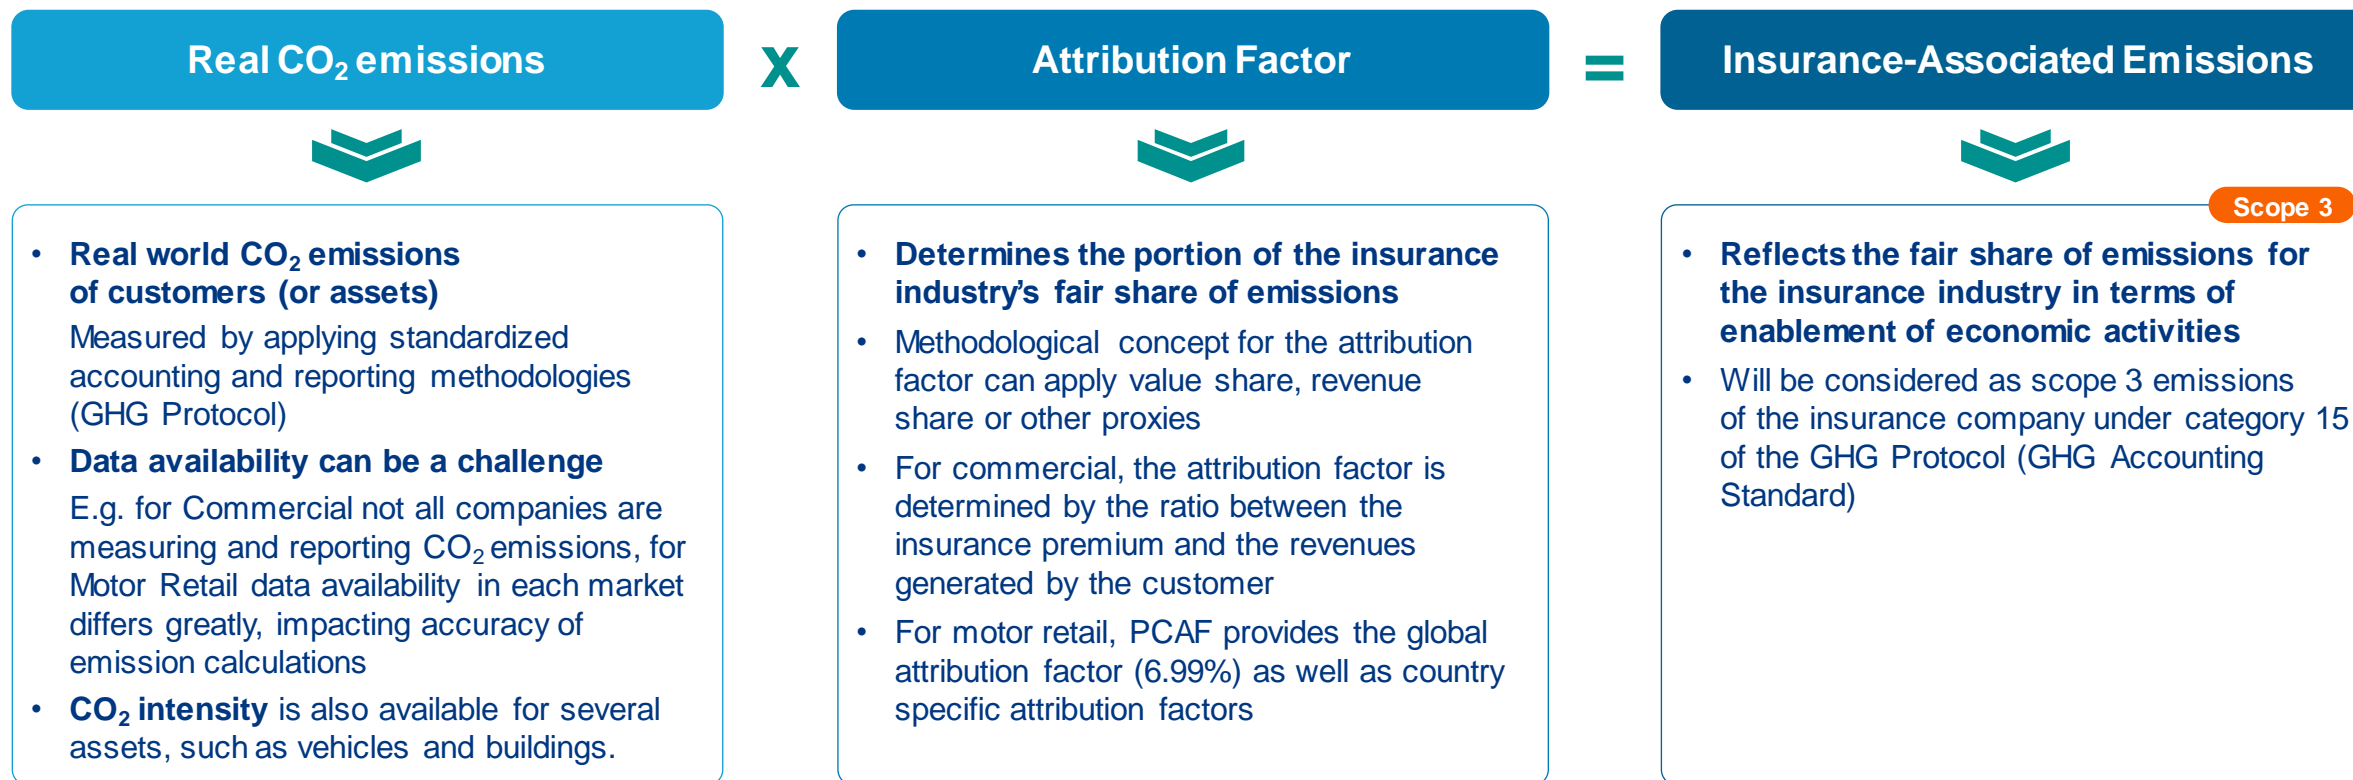 Real CO₂ emissions
x
Attribution Factor
=
Insurance-Associated Emissions
• Real world CO₂ emissions
of customers (or assets)
Measured by applying standardized
accounting and reporting methodologies
(GHG Protocol)
• Data availability can be a challenge
E.g. for Commercial not all companies are
measuring and reporting CO₂ emissions, for
Motor Retail data availability in each market
differs greatly, impacting accuracy of
emission calculations
• CO₂ intensity is also available for several
assets, such as vehicles and buildings.
• Determines the portion of the insurance
industry’s fair share of emissions
• Methodological concept for the attribution
factor can apply value share, revenue
share or other proxies
• For commercial, the attribution factor is
determined by the ratio between the
insurance premium and the revenues
generated by the customer
• For motor retail, PCAF provides the global
attribution factor (6.99%) as well as country
specific attribution factors
Scope 3
• Reflects the fair share of emissions for
the insurance industry in terms of
enablement of economic activities
• Will be considered as scope 3 emissions
of the insurance company under category 15
of the GHG Protocol (GHG Accounting
Standard)